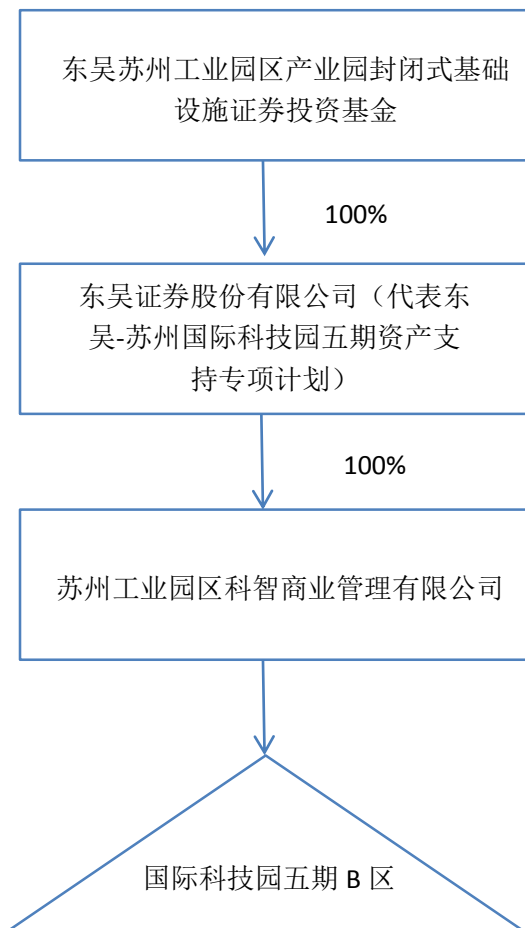 东吴苏州工业园区产业园封闭式基础
设施证券投资基金
100%
东吴证券股份有限公司（代表东
吴-苏州国际科技园五期资产支
持专项计划）
100%
苏州工业园区科智商业管理有限公司
国际科技园五期 B 区